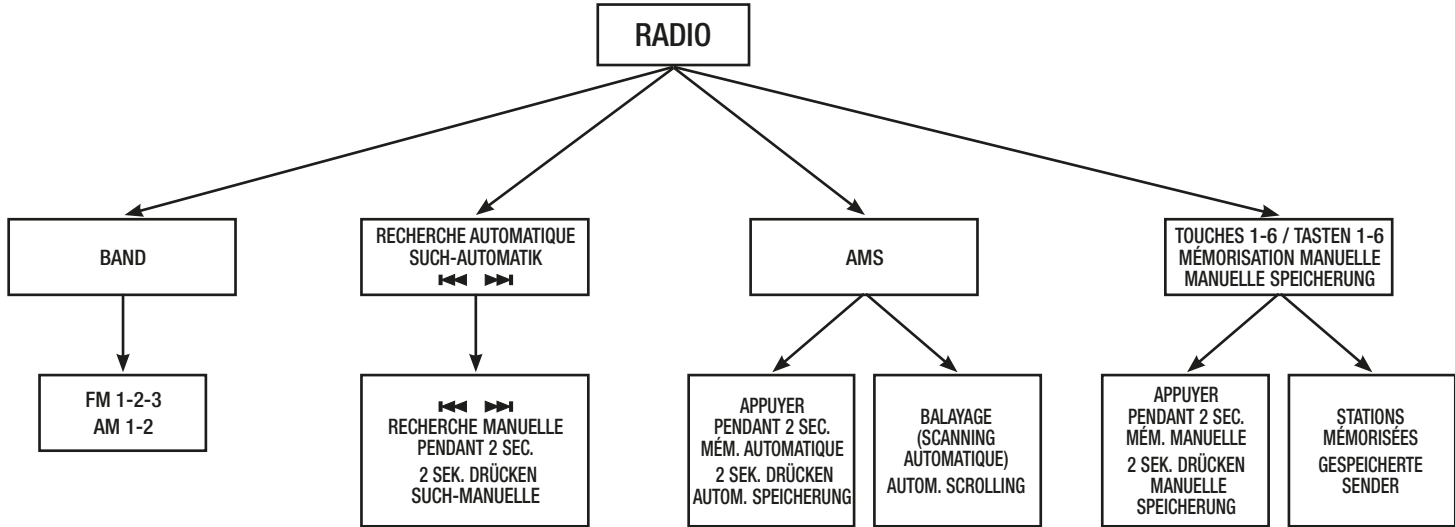 RADIO
BAND
RECHERCHE AUTOMATIQUE
SUCH-AUTOMATIK
AMS
TOUCHES 1-6 / TASTEN 1-6
MÉMORISATION MANUELLE
MANUELLE SPEICHERUNG
FM 1-2-3
AM 1-2
RECHERCHE MANUELLE
PENDANT 2 SEC.
2 SEK. DRÜCKEN
SUCH-MANUELLE
APPUYER
PENDANT 2 SEC.
MÉM. AUTOMATIQUE
2 SEK. DRÜCKEN
AUTOM. SPEICHERUNG
BALAYAGE
(SCANNING
AUTOMATIQUE)
AUTOM. SCROLLING
APPUYER
PENDANT 2 SEC.
MÉM. MANUELLE
2 SEK. DRÜCKEN
MANUELLE
SPEICHERUNG
STATIONS
MÉMORISÉES
GESPEICHERTE
SENDER